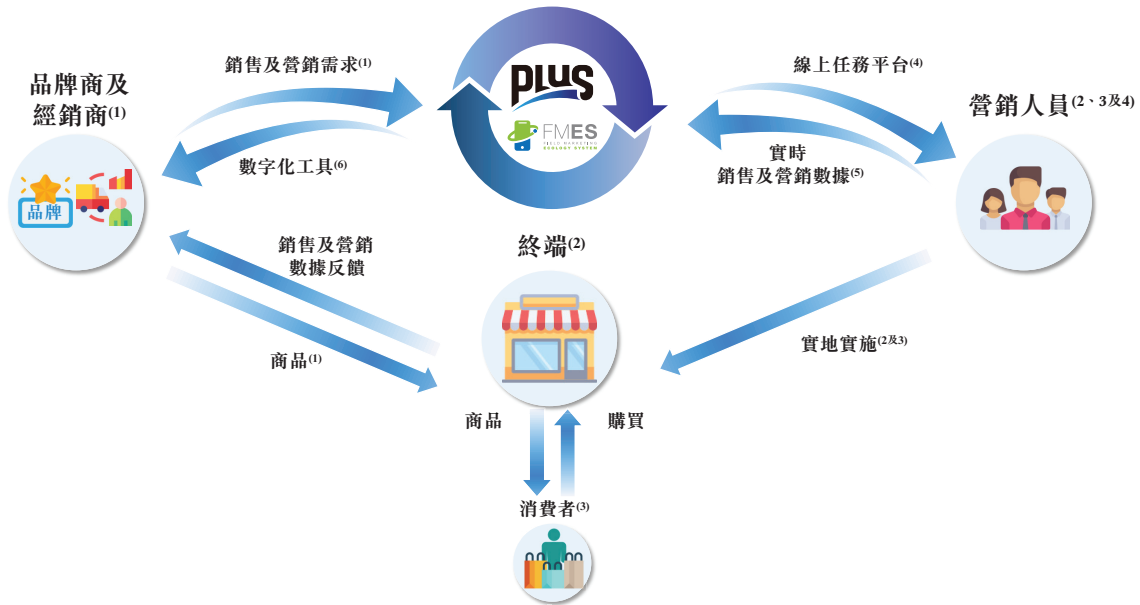 銷售及營銷需求(1)
品牌商及
經銷商(1)
數字化工具(6)
品牌
PLUS
FMES
FIELD MARKETING
ECOLOGY SYSTEM
線上任務平台(4)
營銷人員(2、3及4)
實時
銷售及營銷數據(5)
銷售及營銷
數據反饋
終端(2)
商品(1)
實地實施(2及3)
商品
購買
消費者(3)